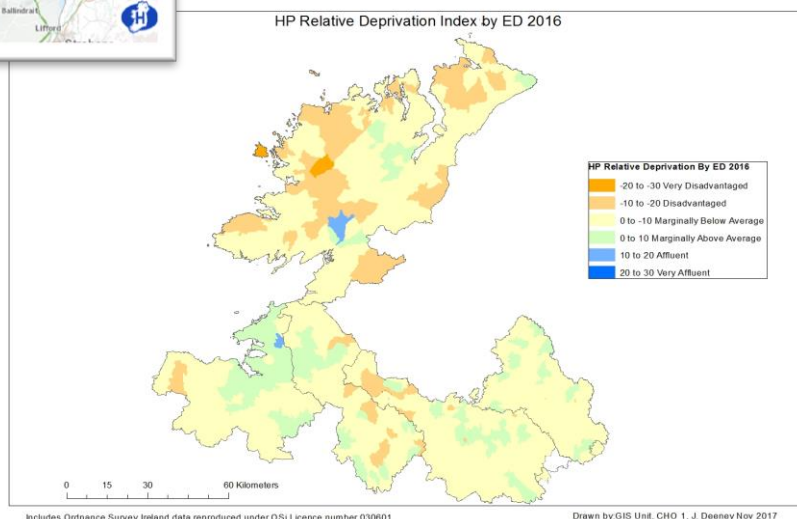 Ballindrait
Lifford
HP Relative Deprivation Index by ED 2016
HP Relative Deprivation By ED 2016
-20 to -30 Very Disadvantaged
-10 to -20 Disadvantaged
0 to -10 Marginally Below Average
0 to 10 Marginally Above Average
10 to 20 Affluent
20 to 30 Very Affluent
0 15 30 60 Kilometers
Includes Ordnance Survey Ireland data reproduced under OSi Licence number 030601
Drawn by:GIS Unit, CHO 1, J. Deeney Nov 2017